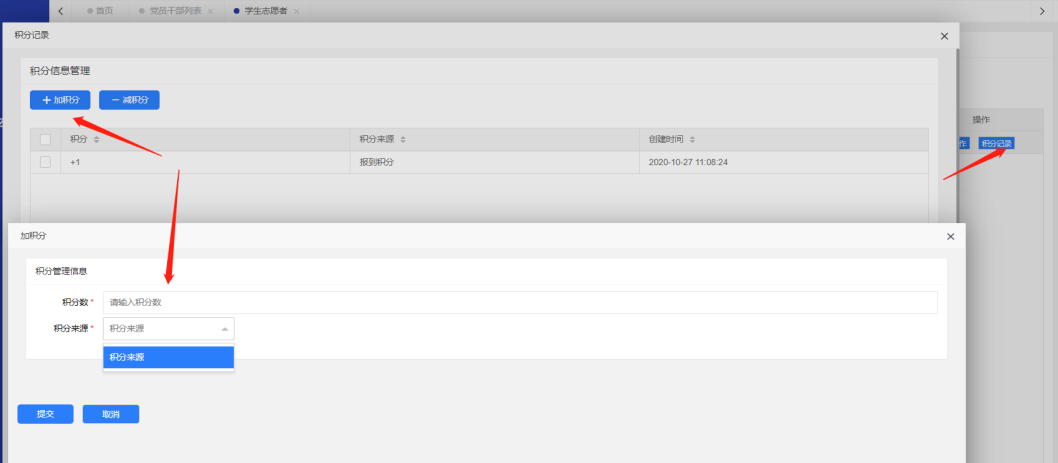 首页 党员干部列表 学生志愿者
积分记录
积分信息管理
加积分 减积分
操作
积分 积分来源 创建时间
作 积分记录
+1 报到积分 2020-10-27 11:08:24
加积分
积分管理信息
积分数* 请输入积分数
积分来源* 积分来源
积分来源
提交 取消